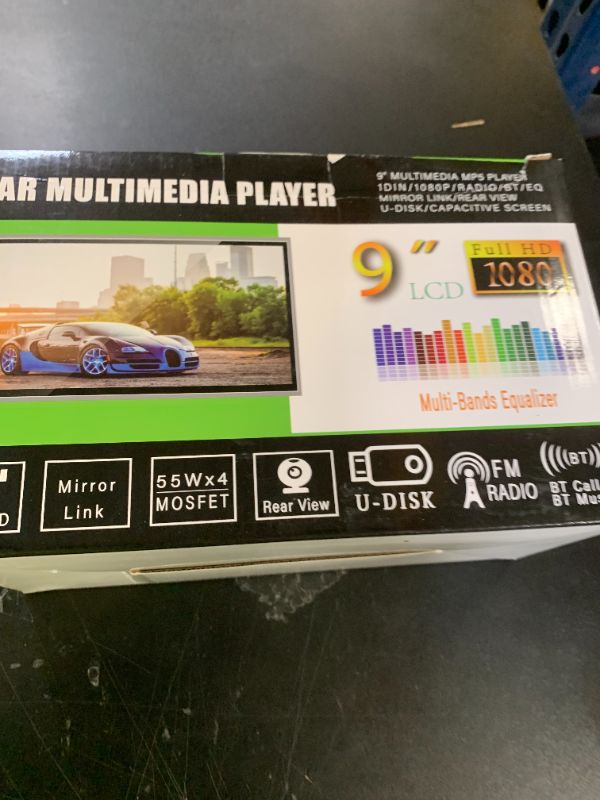 AR MULTIMEDIA PLAYER
9" MULTIMEDIA MP5 PLAYER
1DIN/1080P/RADIO/BT/EQ
MIRROR LINK/REAR VIEW
U-DISK/CAPACITIVE SCREEN
9" LCD
Full HD
1080
Multi-Bands Equalizer
D
Mirror
Link
55Wx4
MOSFET
Rear View
U-DISK
FM
RADIO
(BT)
BT Call
BT Mus